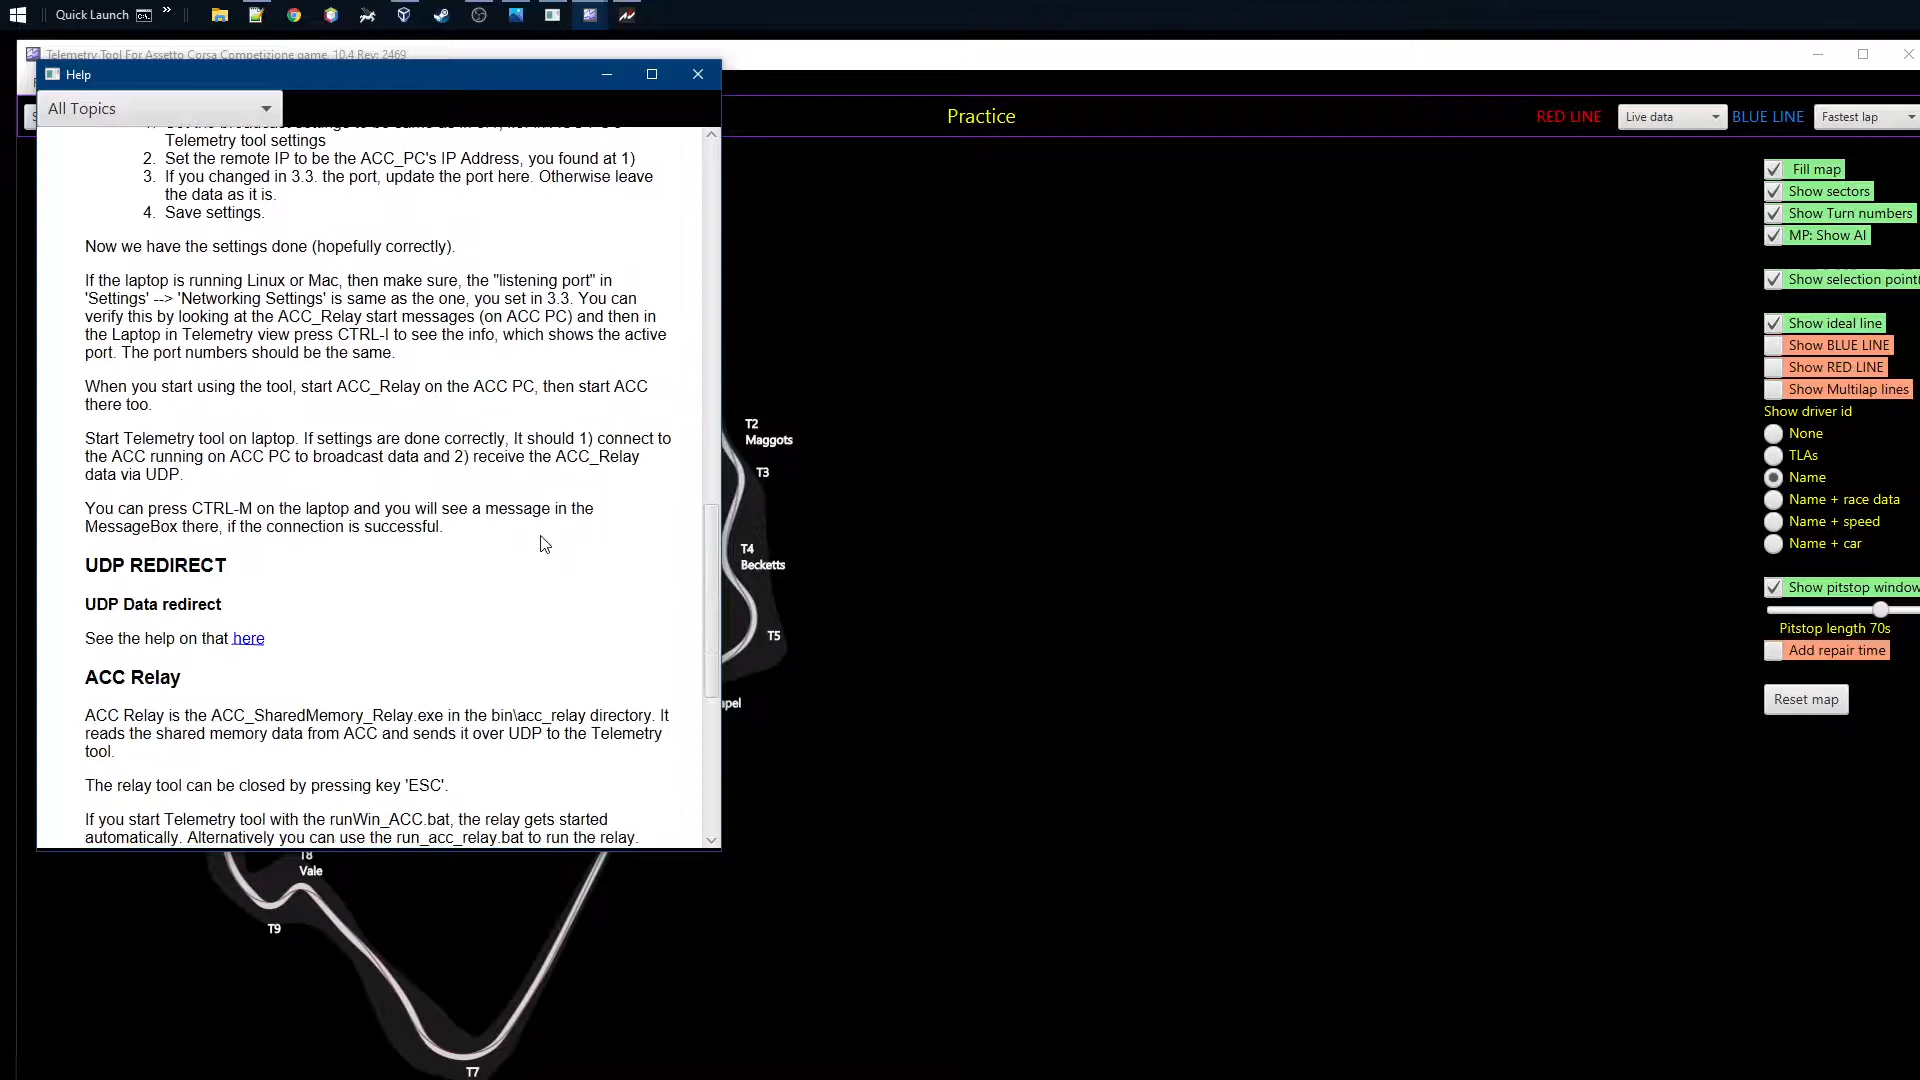 Quick Launch
»
Telemetry Tool For Assetto Corsa Competizione game 10.4 Rev: 2469
Help
All Topics
Practice
RED LINE
Live data
BLUE LINE
Fastest lap
Telemetry tool settings
2. Set the remote IP to be the ACC_PC's IP Address, you found at 1)
3. If you changed in 3.3. the port, update the port here. Otherwise leave
the data as it is.
4. Save settings.
Now we have the settings done (hopefully correctly).
If the laptop is running Linux or Mac, then make sure, the "listening port" in
'Settings' --> 'Networking Settings' is same as the one, you set in 3.3. You can
verify this by looking at the ACC_Relay start messages (on ACC PC) and then in
the Laptop in Telemetry view press CTRL-I to see the info, which shows the active
port. The port numbers should be the same.
When you start using the tool, start ACC_Relay on the ACC PC, then start ACC
there too.
Start Telemetry tool on laptop. If settings are done correctly, It should 1) connect to
the ACC running on ACC PC to broadcast data and 2) receive the ACC_Relay
data via UDP.
You can press CTRL-M on the laptop and you will see a message in the
MessageBox there, if the connection is successful.
UDP REDIRECT
UDP Data redirect
See the help on that here
ACC Relay
ACC Relay is the ACC_SharedMemory_Relay.exe in the bin\acc_relay directory. It
reads the shared memory data from ACC and sends it over UDP to the Telemetry
tool.
The relay tool can be closed by pressing key 'ESC'.
If you start Telemetry tool with the runWin_ACC.bat, the relay gets started
automatically. Alternatively you can use the run_acc_relay.bat to run the relay.
T2
Maggots
T3
T4
Becketts
T5
apel
T8
Vale
T9
T7
Fill map
Show sectors
Show Turn numbers
MP: Show AI
Show selection point(
Show ideal line
Show BLUE LINE
Show RED LINE
Show Multilap lines
Show driver id
None
TLAs
Name
Name + race data
Name + speed
Name + car
Show pitstop window
Pitstop length 70s
Add repair time
Reset map